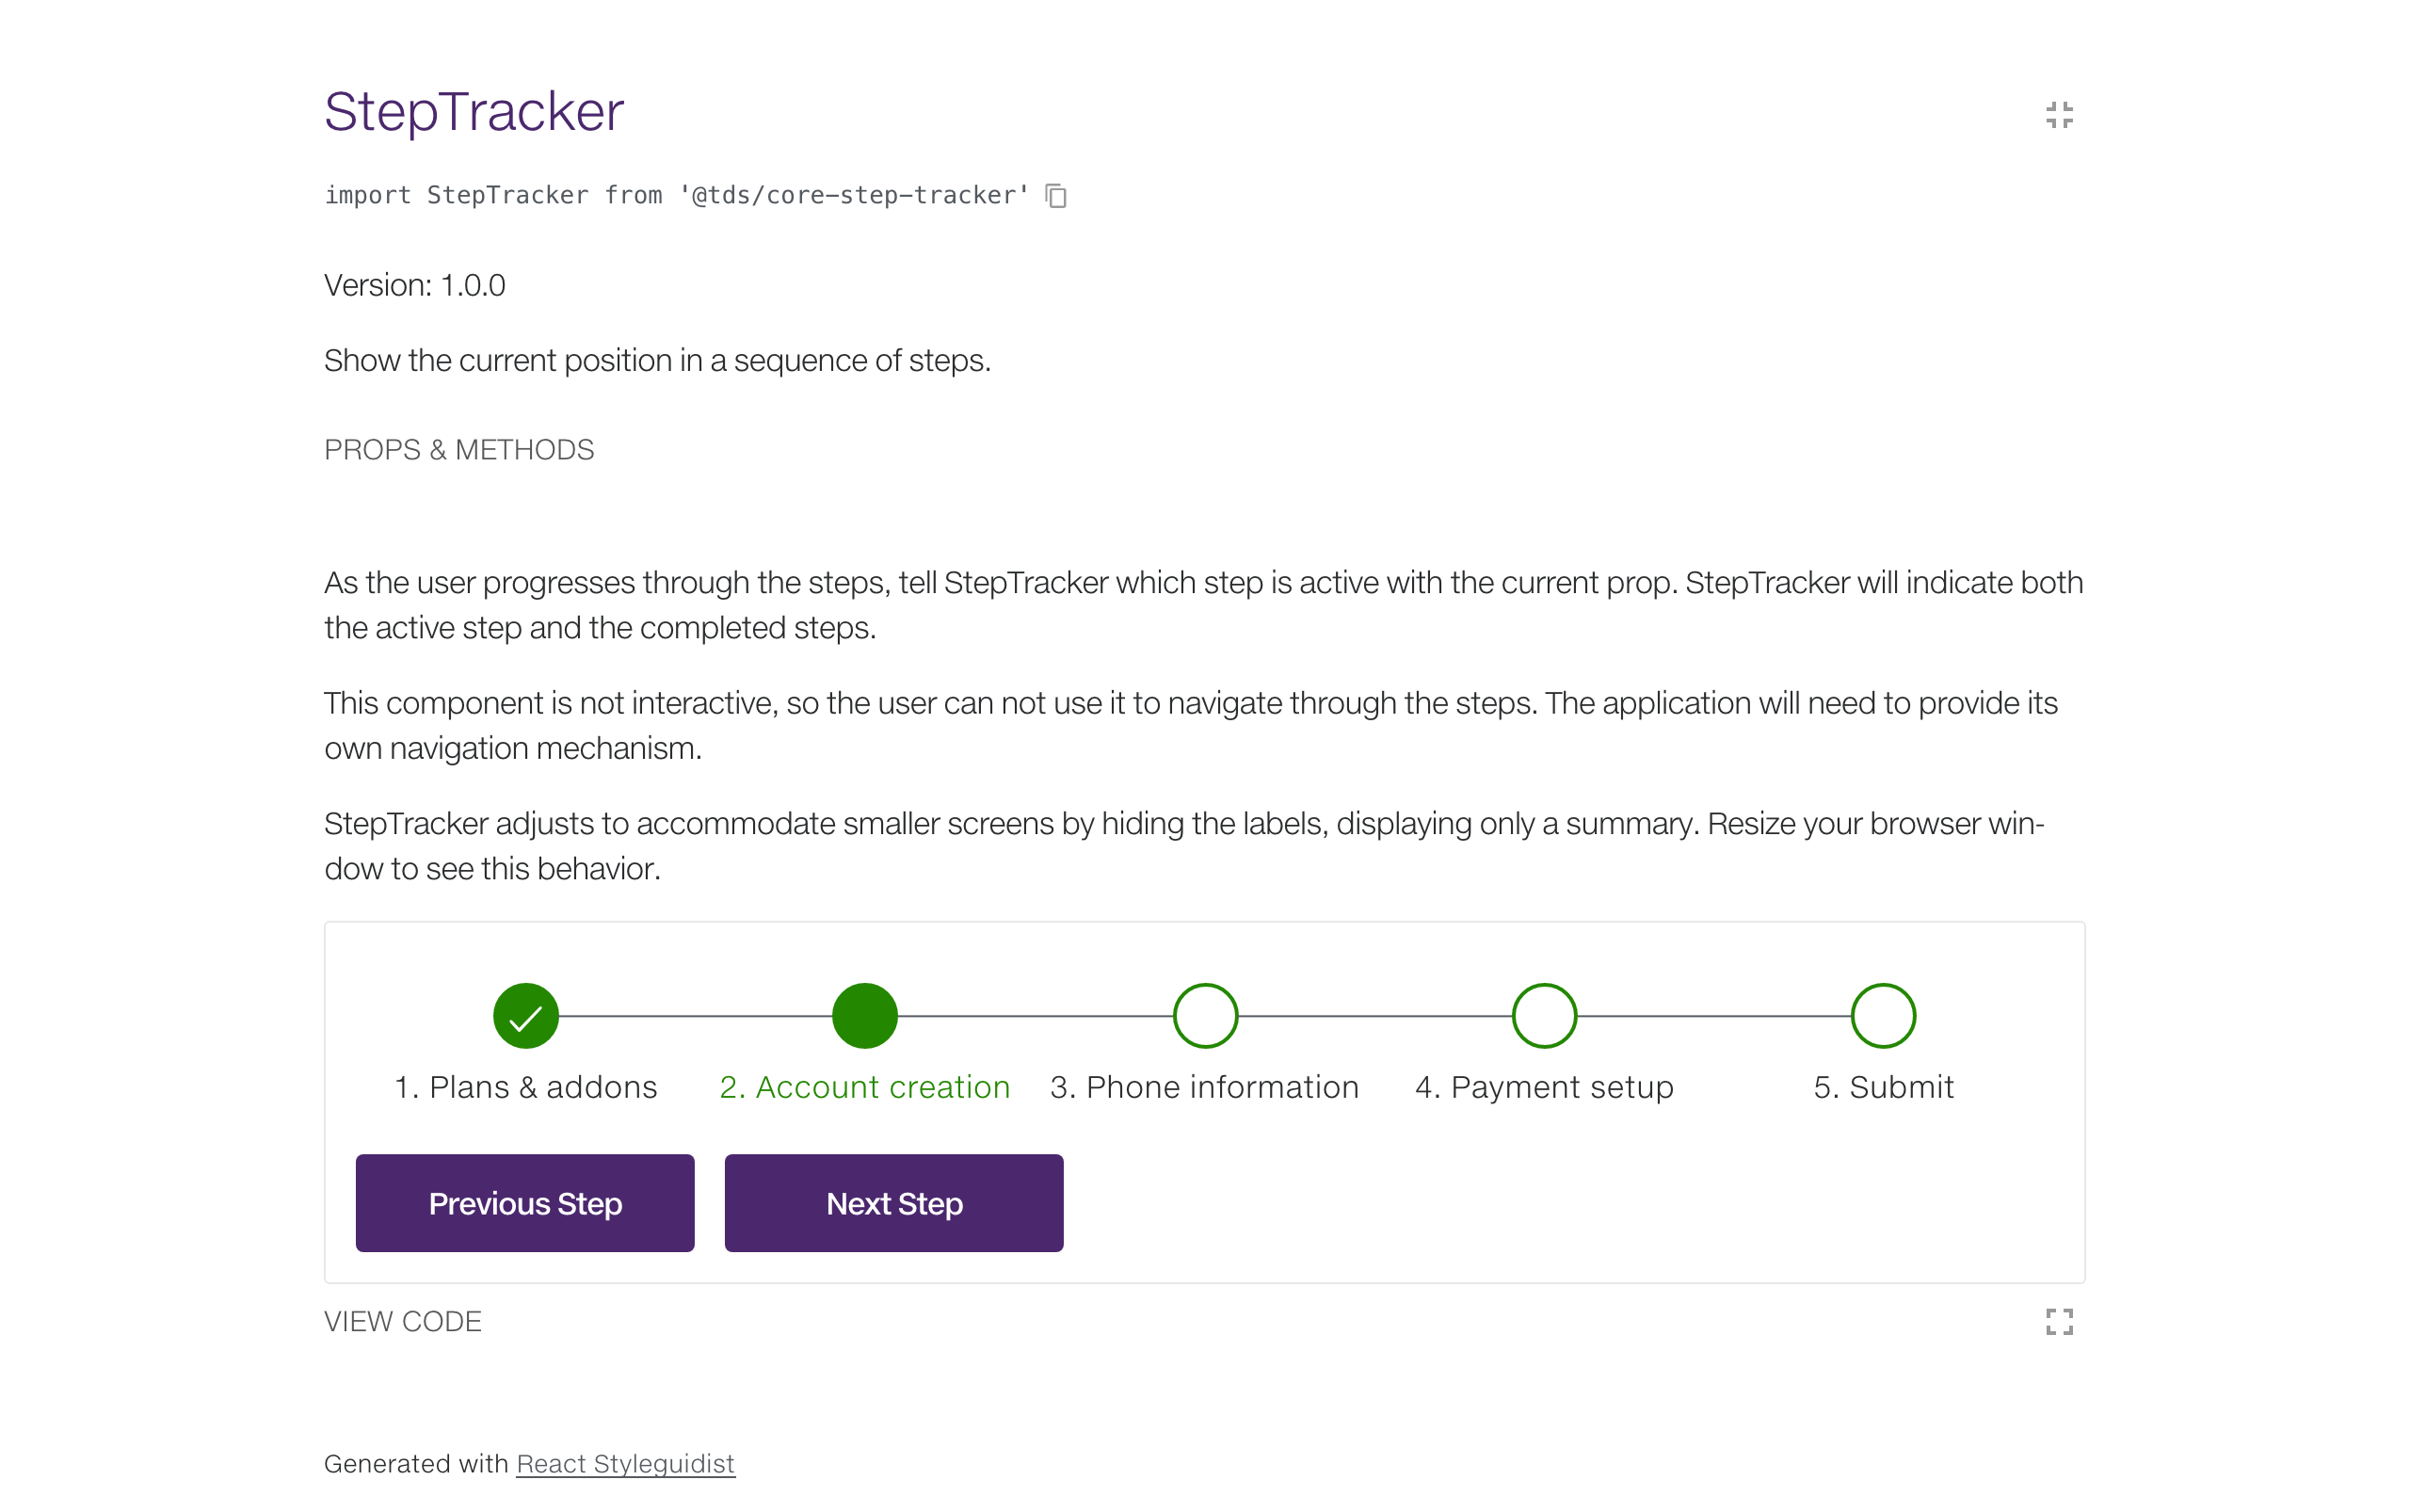 StepTracker
import StepTracker from '@tds/core-step-tracker'
Version: 1.0.0
Show the current position in a sequence of steps.
PROPS & METHODS
As the user progresses through the steps, tell StepTracker which step is active with the current prop. StepTracker will indicate both
the active step and the completed steps.
This component is not interactive, so the user can not use it to navigate through the steps. The application will need to provide its
own navigation mechanism.
StepTracker adjusts to accommodate smaller screens by hiding the labels, displaying only a summary. Resize your browser win-
dow to see this behavior.
1. Plans & addons 2. Account creation 3. Phone information 4. Payment setup 5. Submit
Previous Step Next Step
VIEW CODE
Generated with React Styleguidist